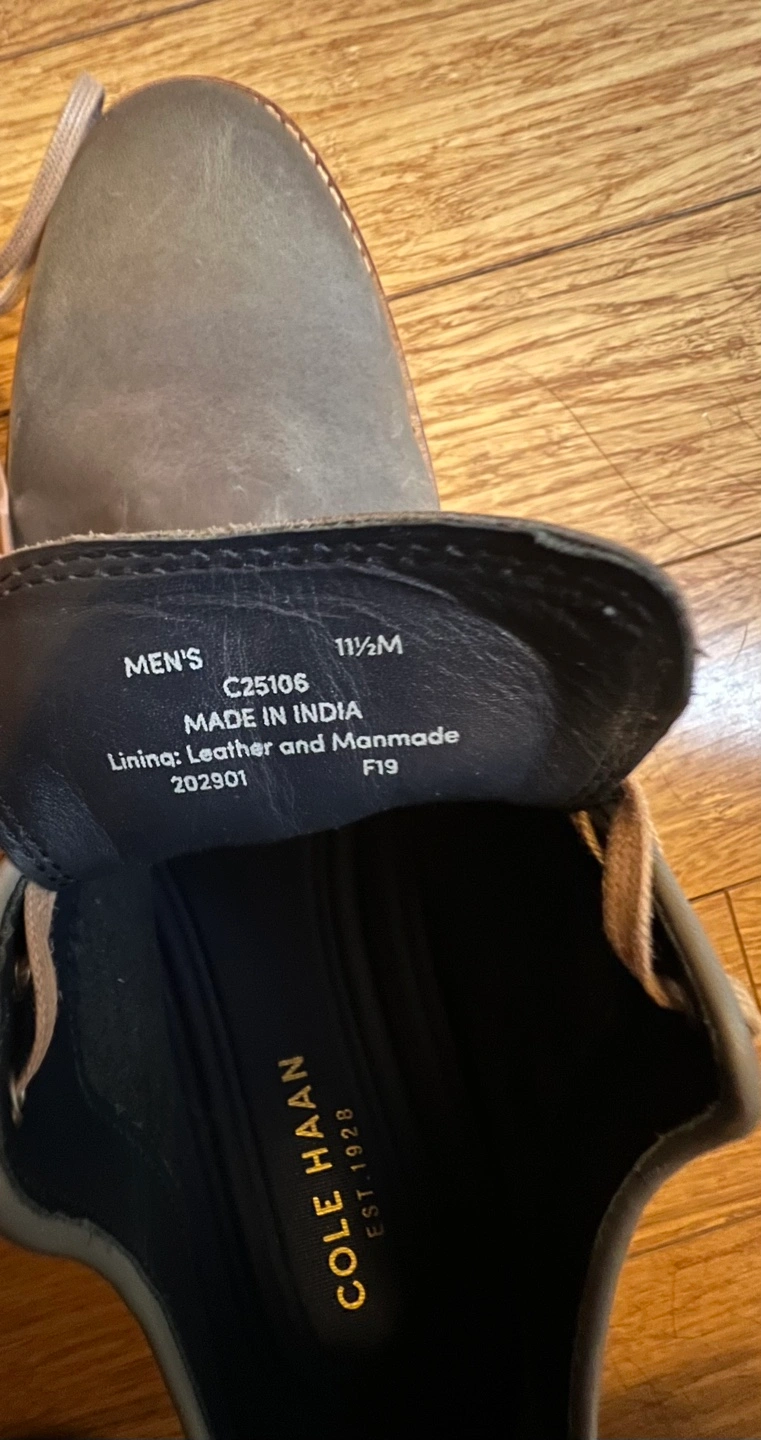 MEN'S 11½M
C25106
MADE IN INDIA
Lining: Leather and Manmade
202901 F19
COLE HAAN
EST. 1928